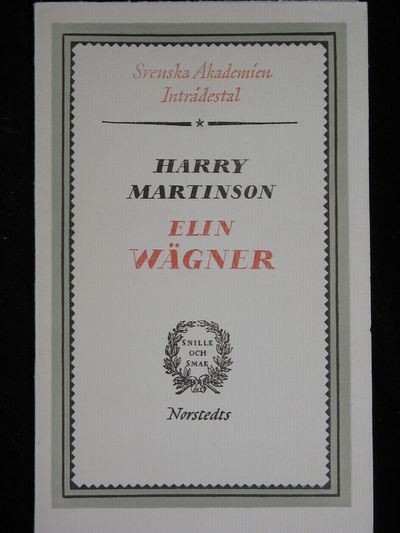 Svenska Akademien
Inträdestal
HARRY
MARTINSON
ELIN
WÄGNER
SNILLE
OCH
SMAK
Norstedts